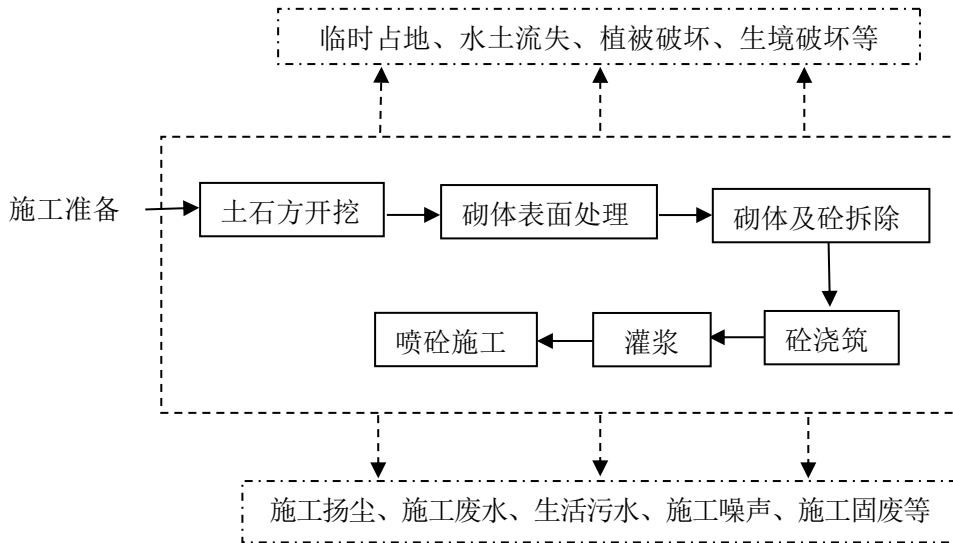 临时占地、水土流失、植被破坏、生境破坏等
施工准备
土石方开挖
砌体表面处理
砌体及砼拆除
喷砼施工
灌浆
砼浇筑
施工扬尘、施工废水、生活污水、施工噪声、施工固废等